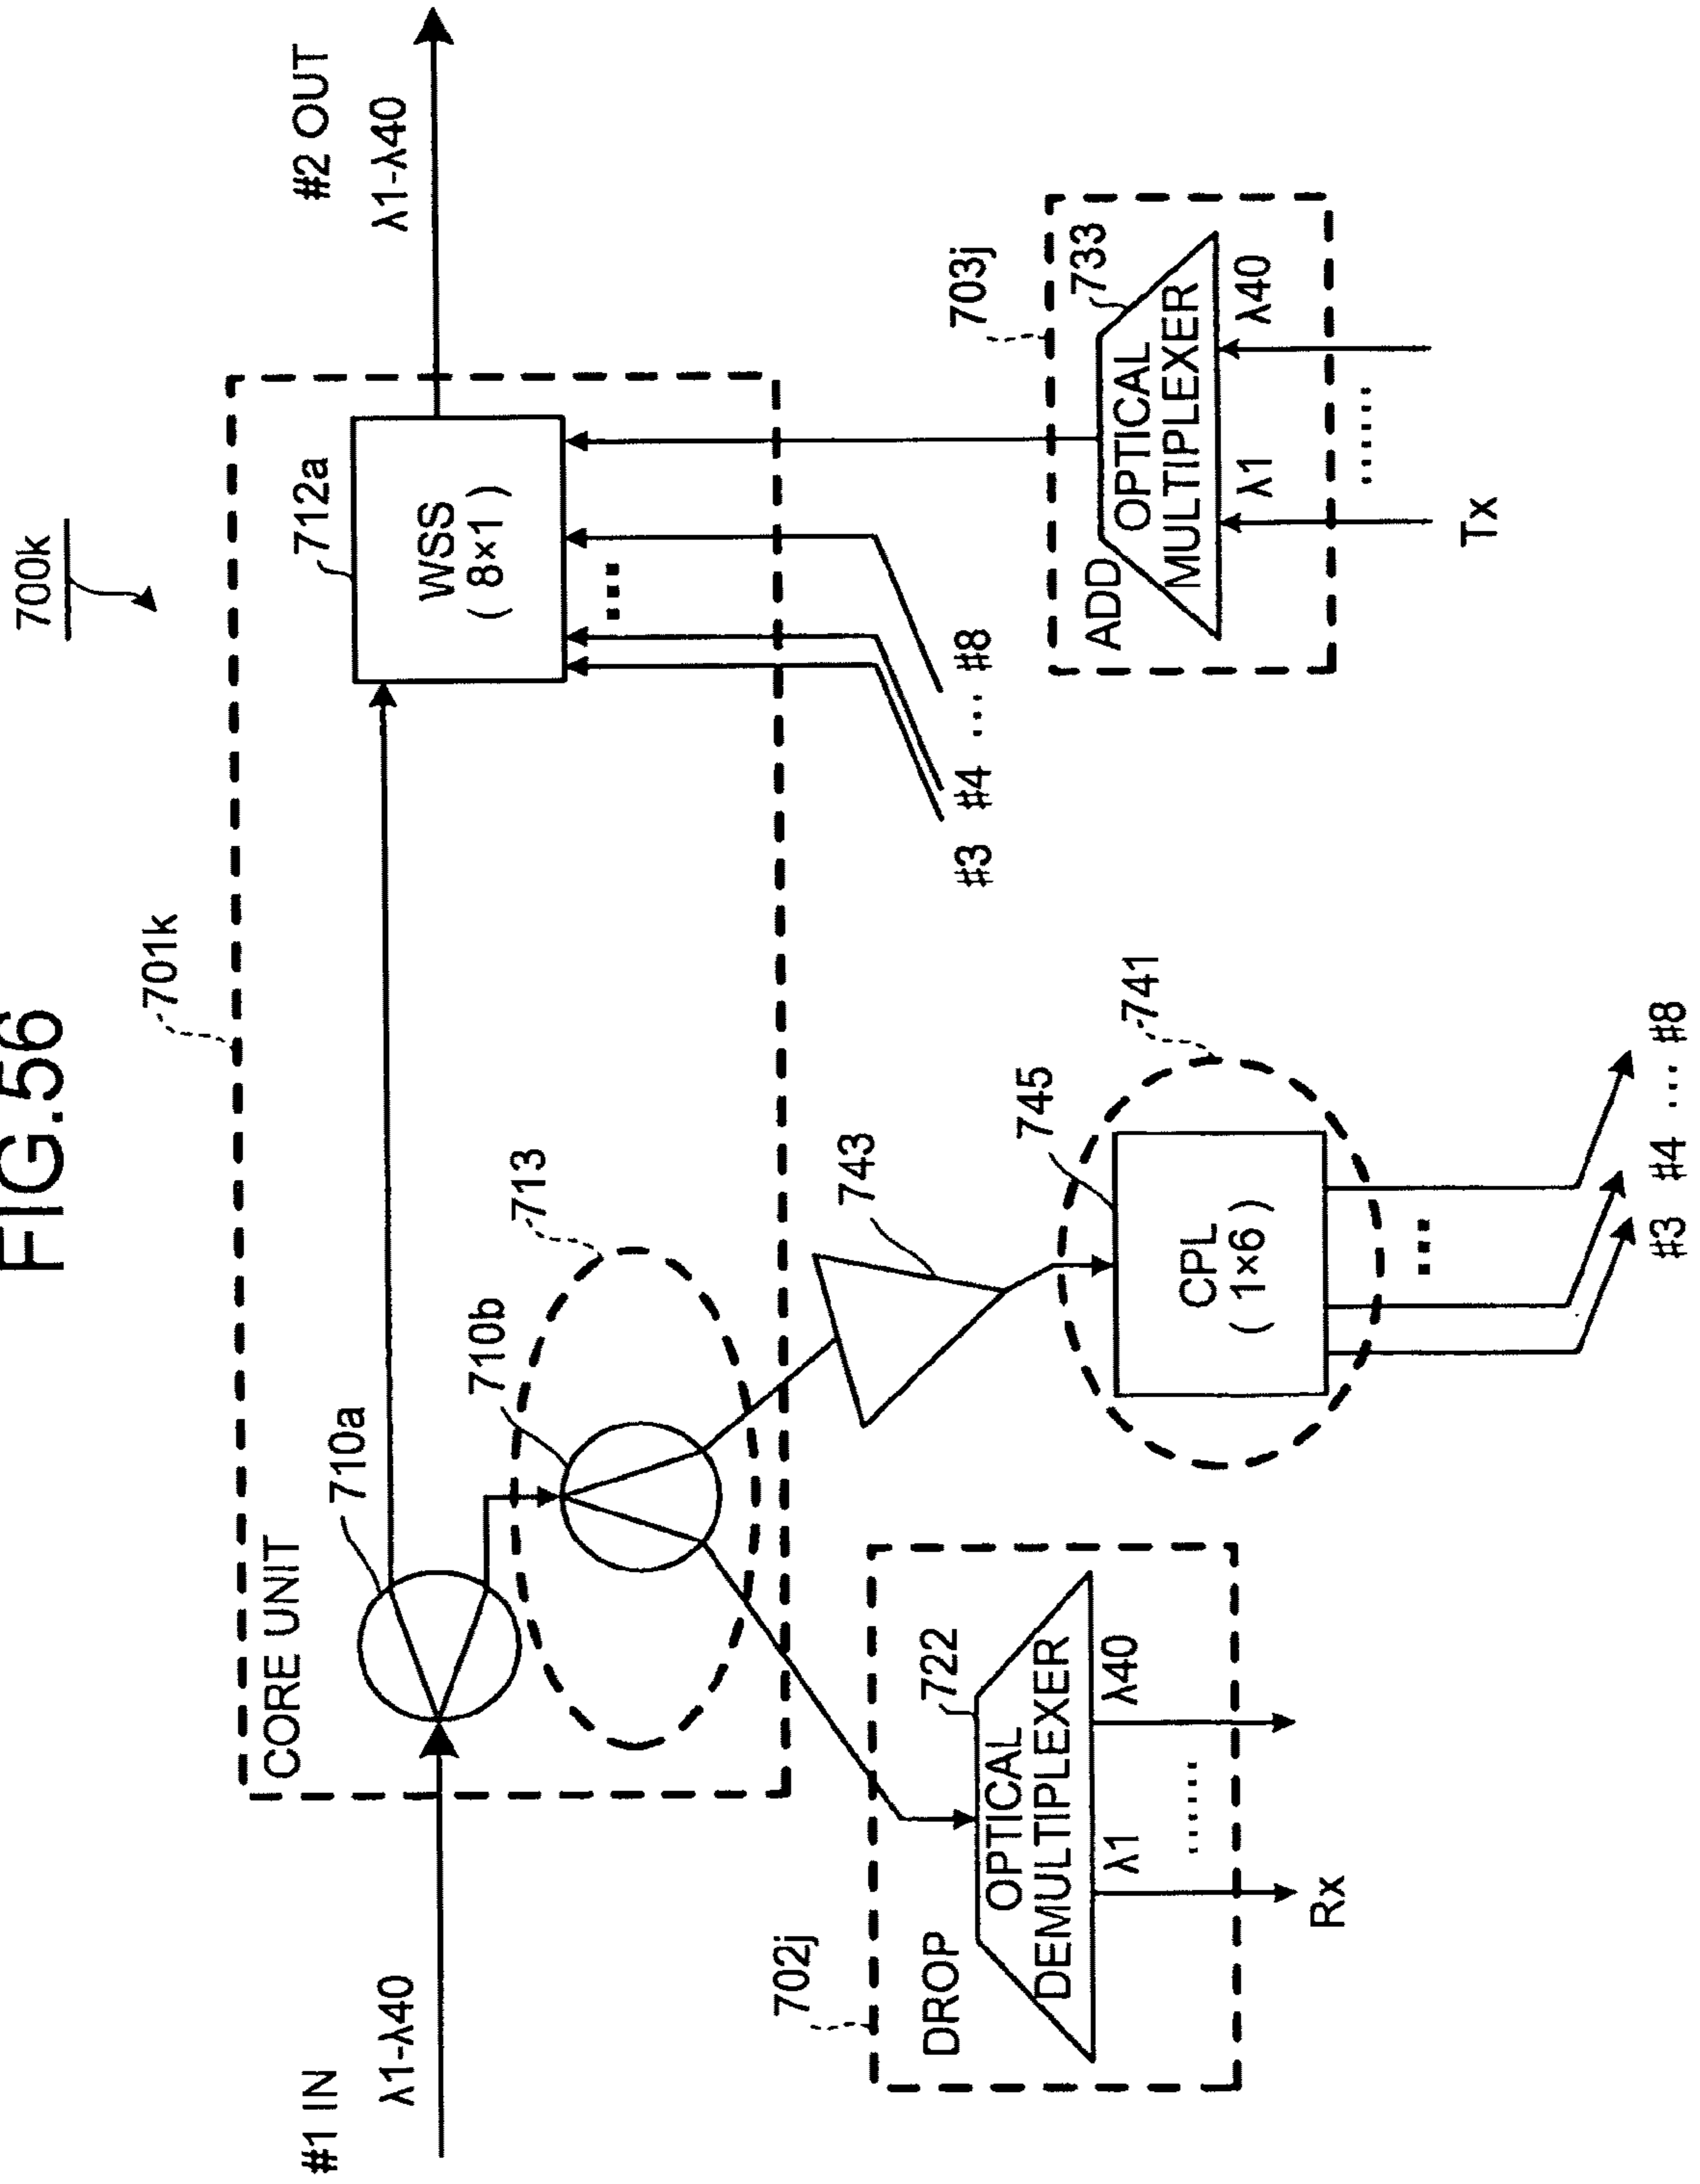 FIG.56
700k
701k
#1 IN
λ1-λ40
CORE UNIT
710a
710b
713
712a
WSS
( 8×1 )
#2 OUT
λ1-λ40
#3 #4 ... #8
702j
DROP
722
OPTICAL
DEMULTIPLEXER
λ1
λ40
......
Rx
743
745
741
CPL
( 1×6 )
#3 #4 ... #8
703j
ADD
733
OPTICAL
MULTIPLEXER
λ1
λ40
......
Tx